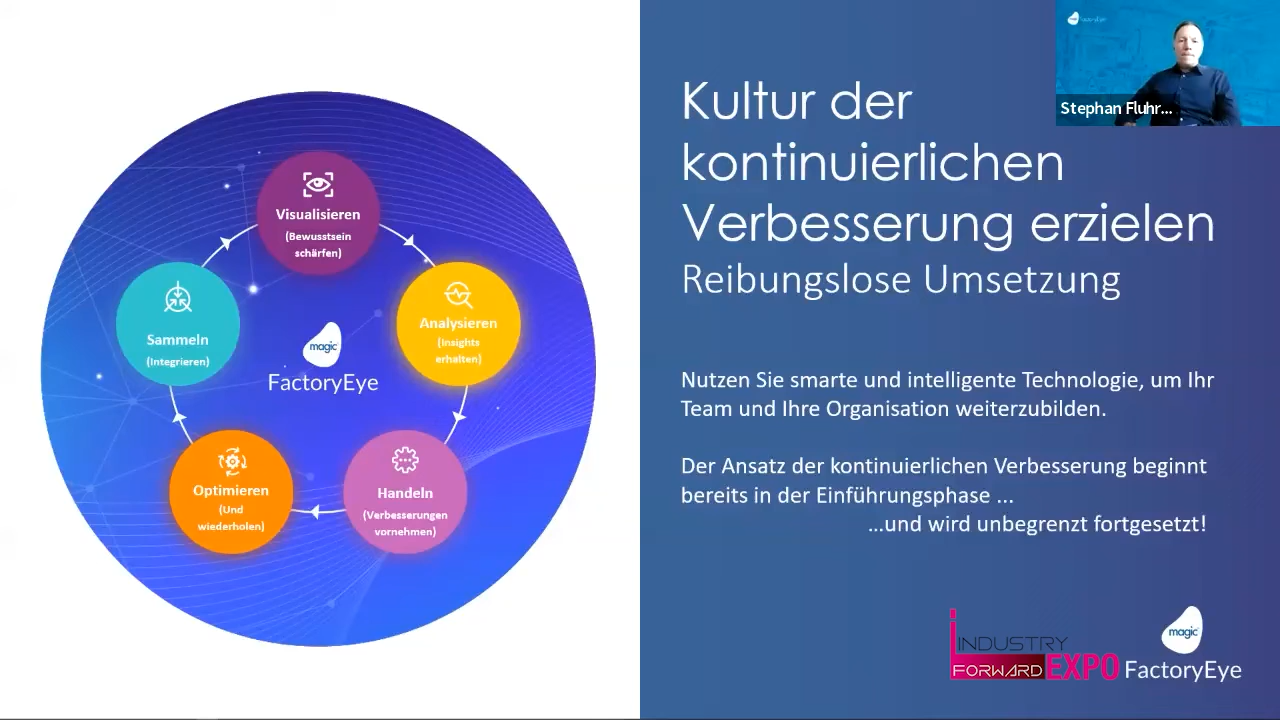 Visualisieren
(Bewusstsein
schärfen)
Sammeln
(Integrieren)
Analysieren
(Insights
erhalten)
magic
FactoryEye
Optimieren
(Und
wiederholen)
Handeln
(Verbesserungen
vornehmen)
magic FactoryEye
Stephan Fluhr...
Kultur der
kontinuierlichen
Verbesserung erzielen
Reibungslose Umsetzung
Nutzen Sie smarte und intelligente Technologie, um Ihr
Team und Ihre Organisation weiterzubilden.
Der Ansatz der kontinuierlichen Verbesserung beginnt
bereits in der Einführungsphase ...
...und wird unbegrenzt fortgesetzt!
INDUSTRY
FORWARD EXPO
magic
FactoryEye